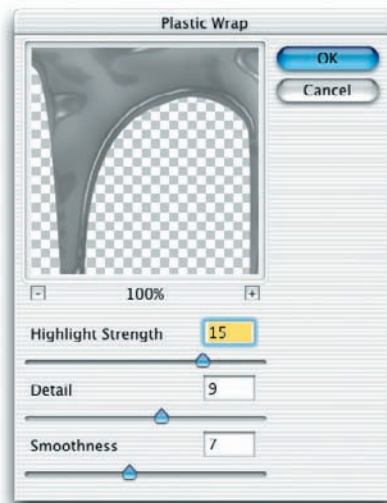 Plastic Wrap
OK
Cancel
- 100% +
Highlight Strength 15
Detail 9
Smoothness 7